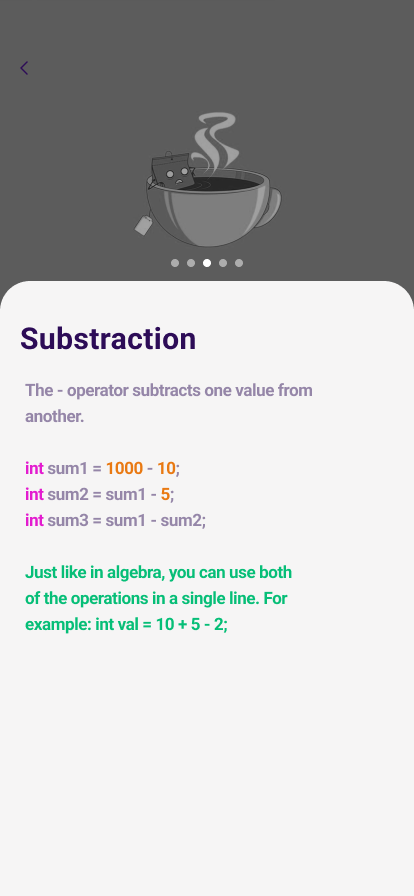 Substraction
The - operator subtracts one value from
another.
int sum1 = 1000 - 10;
int sum2 = sum1 - 5;
int sum3 = sum1 - sum2;
Just like in algebra, you can use both
of the operations in a single line. For
example: int val = 10 + 5 - 2;